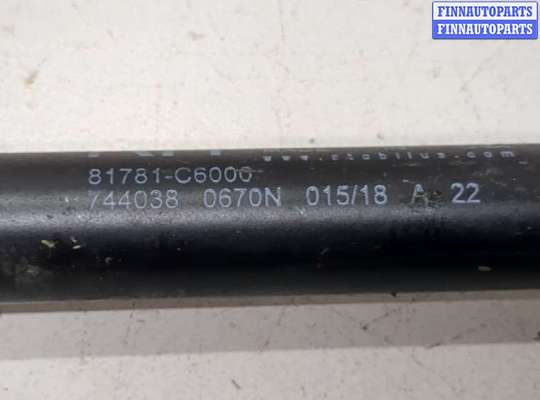 FINNAUTOPARTS
FINNAUTOPARTS
www.stabilus.com
81781-C6000
744038 0670N 015/18 A 22